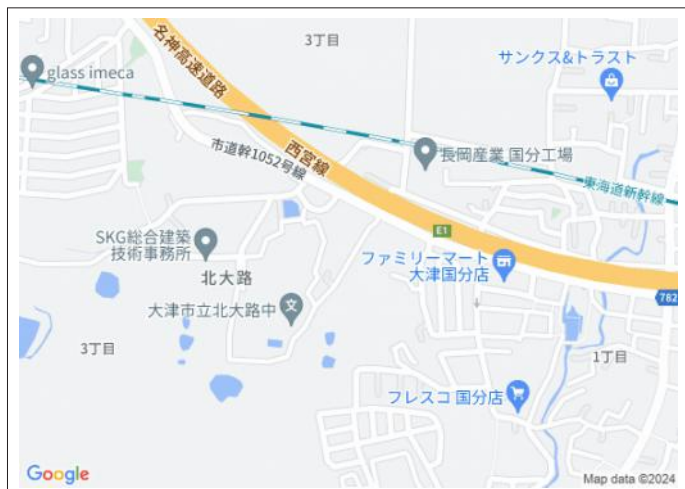 3丁目
名神高速道路
サンクス&トラスト
glass imeca
市道幹1052号線
西宮線
長岡産業 国分工場
東海道新幹線
E1
SKG総合建築
技術事務所
ファミリーマート
大津国分店
北大路
782
大津市立北大路中
文
3丁目
1丁目
フレスコ 国分店
Google
Map data ©2024